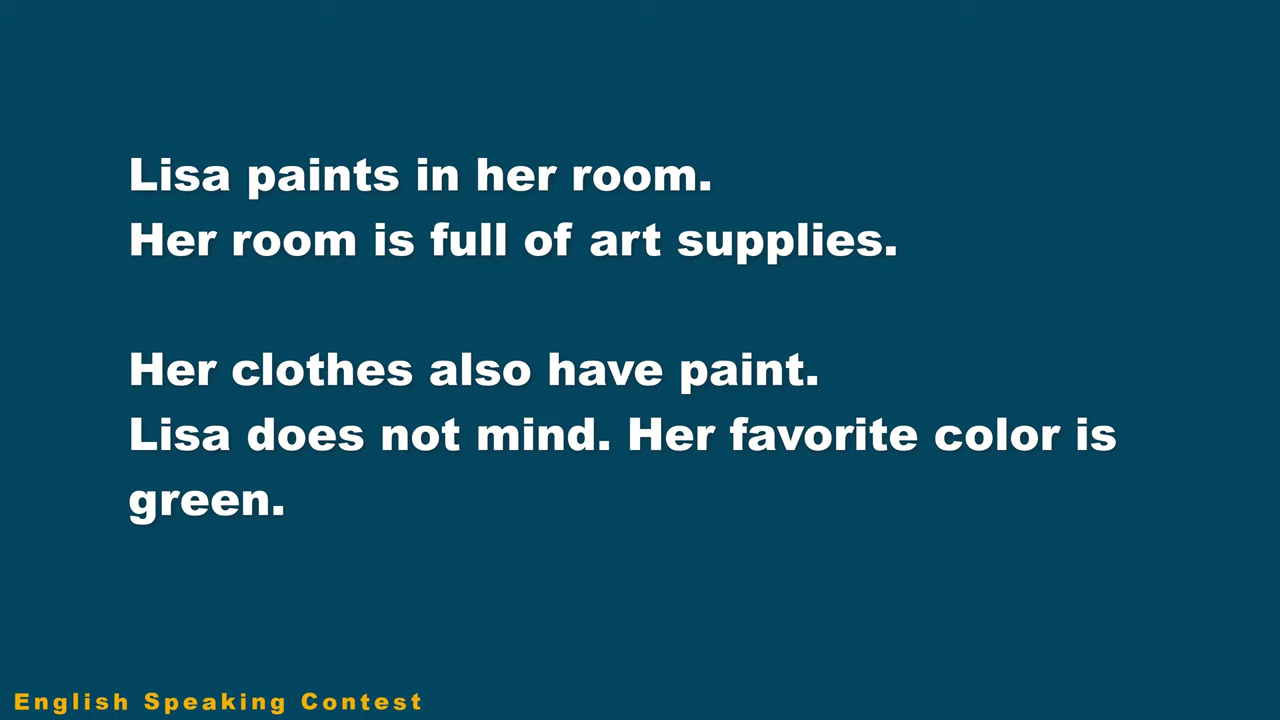 Lisa paints in her room.
Her room is full of art supplies.
Her clothes also have paint.
Lisa does not mind. Her favorite color is
green.
English Speaking Contest